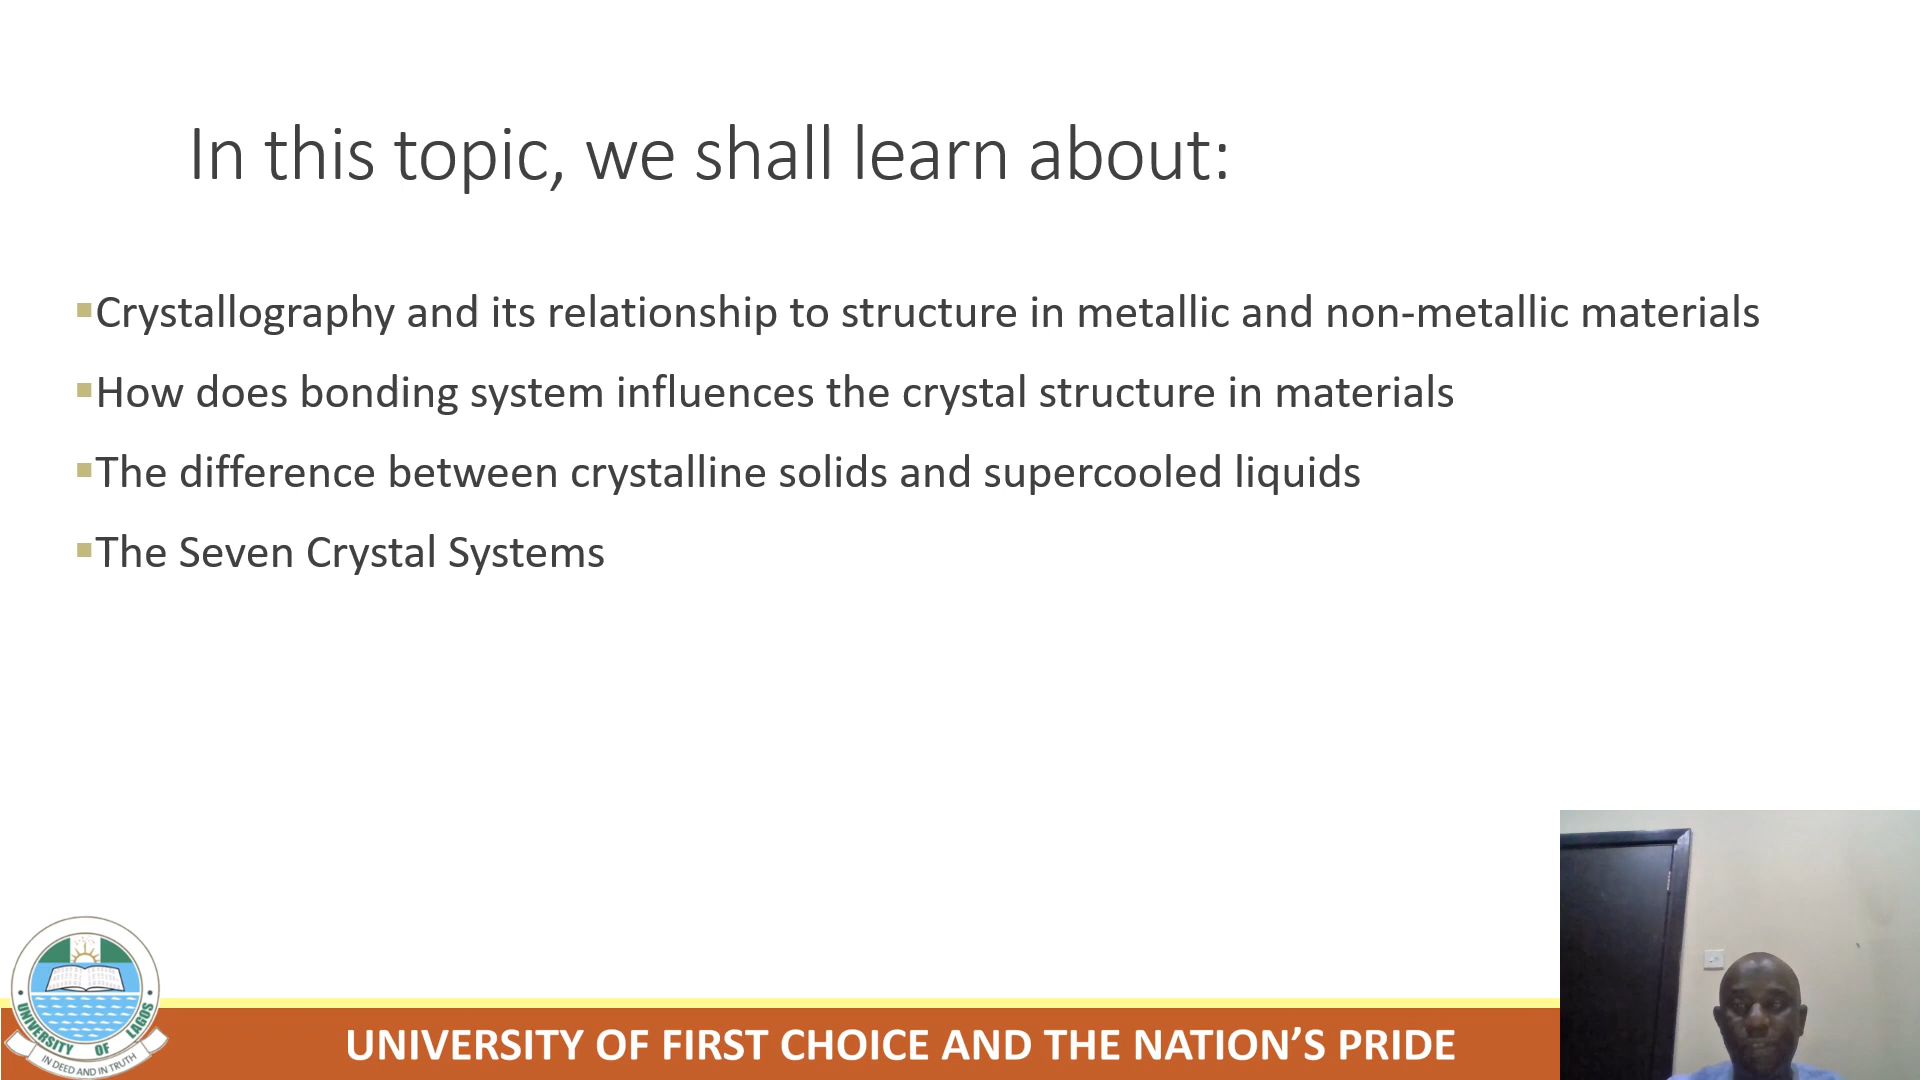 In this topic, we shall learn about:
▪Crystallography and its relationship to structure in metallic and non-metallic materials
▪How does bonding system influences the crystal structure in materials
▪The difference between crystalline solids and supercooled liquids
▪The Seven Crystal Systems
UNIVERSITY OF LAGOS
IN DEED AND IN TRUTH
UNIVERSITY OF FIRST CHOICE AND THE NATION’S PRIDE